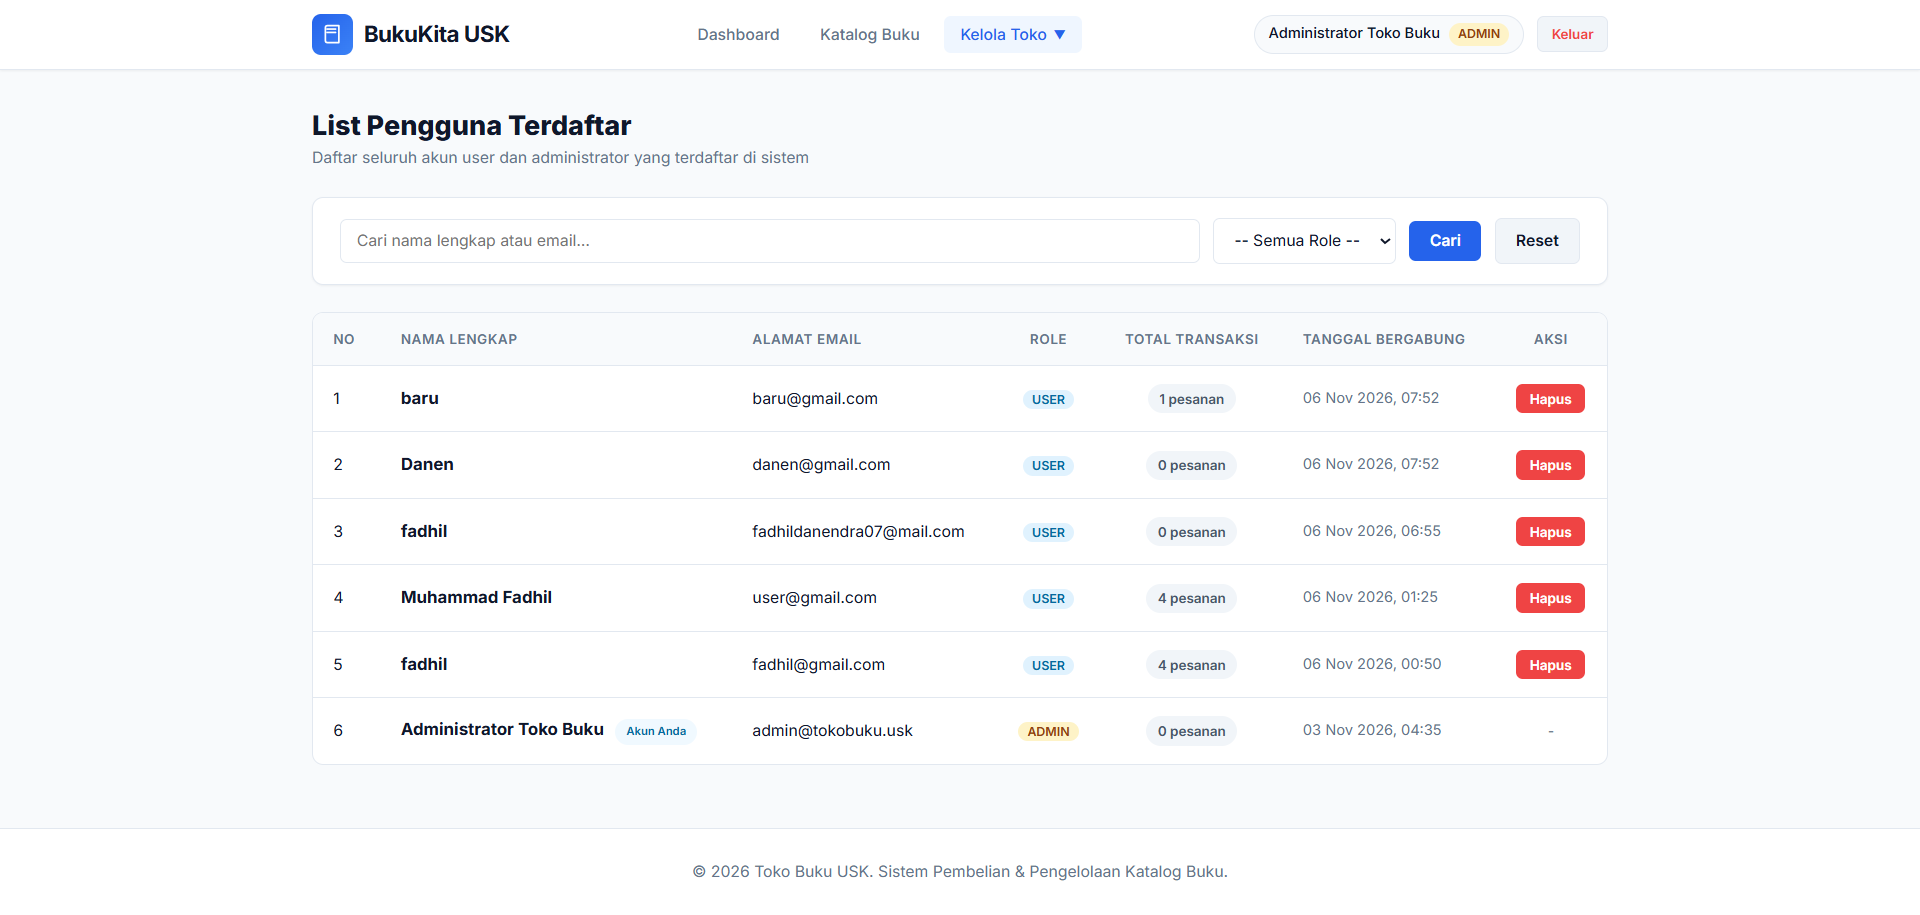 BukuKita USK
Dashboard
Katalog Buku
Kelola Toko ▼
Administrator Toko Buku ADMIN
Keluar
List Pengguna Terdaftar
Daftar seluruh akun user dan administrator yang terdaftar di sistem
Cari nama lengkap atau email...
-- Semua Role --
Cari
Reset
NO NAMA LENGKAP ALAMAT EMAIL ROLE TOTAL TRANSAKSI TANGGAL BERGABUNG AKSI
1 baru baru@gmail.com USER 1 pesanan 06 Nov 2026, 07:52 Hapus
2 Danen danen@gmail.com USER 0 pesanan 06 Nov 2026, 07:52 Hapus
3 fadhil fadhildanendra07@mail.com USER 0 pesanan 06 Nov 2026, 06:55 Hapus
4 Muhammad Fadhil user@gmail.com USER 4 pesanan 06 Nov 2026, 01:25 Hapus
5 fadhil fadhil@gmail.com USER 4 pesanan 06 Nov 2026, 00:50 Hapus
6 Administrator Toko Buku Akun Anda admin@tokobuku.usk ADMIN 0 pesanan 03 Nov 2026, 04:35 -
© 2026 Toko Buku USK. Sistem Pembelian & Pengelolaan Katalog Buku.